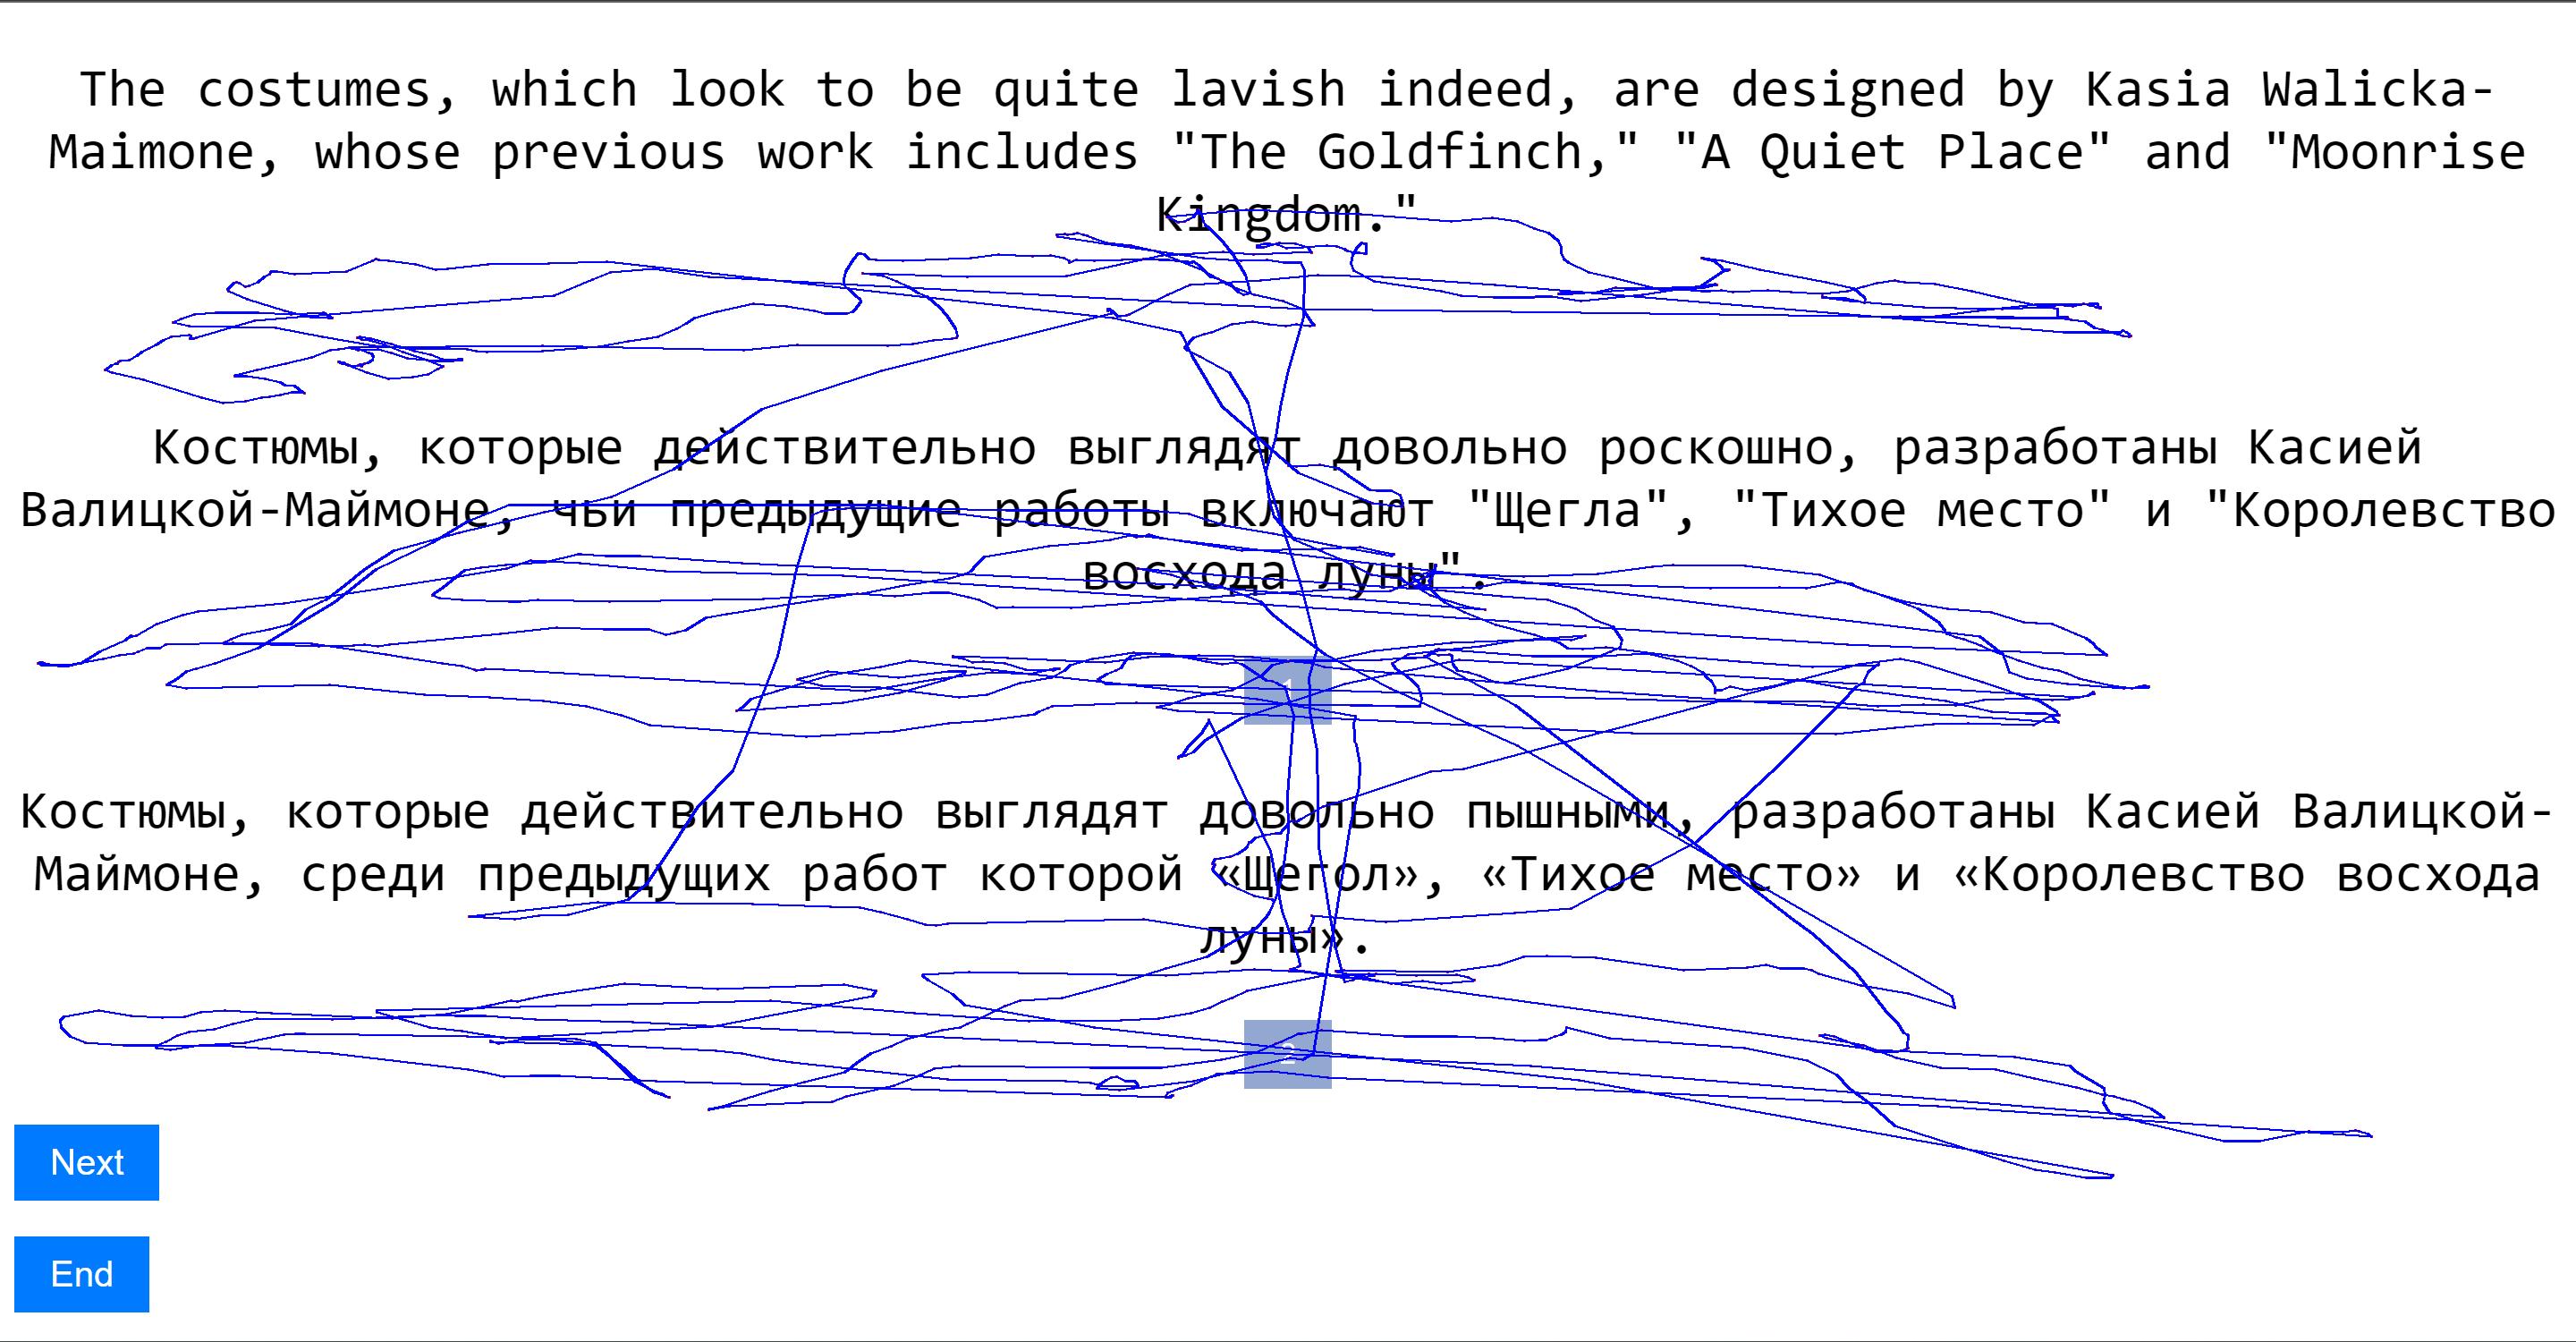 The costumes, which look to be quite lavish indeed, are designed by Kasia Walicka-
Maimone, whose previous work includes "The Goldfinch," "A Quiet Place" and "Moonrise
Kingdom."
Костюмы, которые действительно выглядят довольно роскошно, разработаны Касией
Валицкой-Маймоне, чьи предыдущие работы включают "Щегла", "Тихое место" и "Королевство
восхода луны".
1
Костюмы, которые действительно выглядят довольно пышными, разработаны Касией Валицкой-
Маймоне, среди предыдущих работ которой «Щегол», «Тихое место» и «Королевство восхода
луны».
2
Next
End